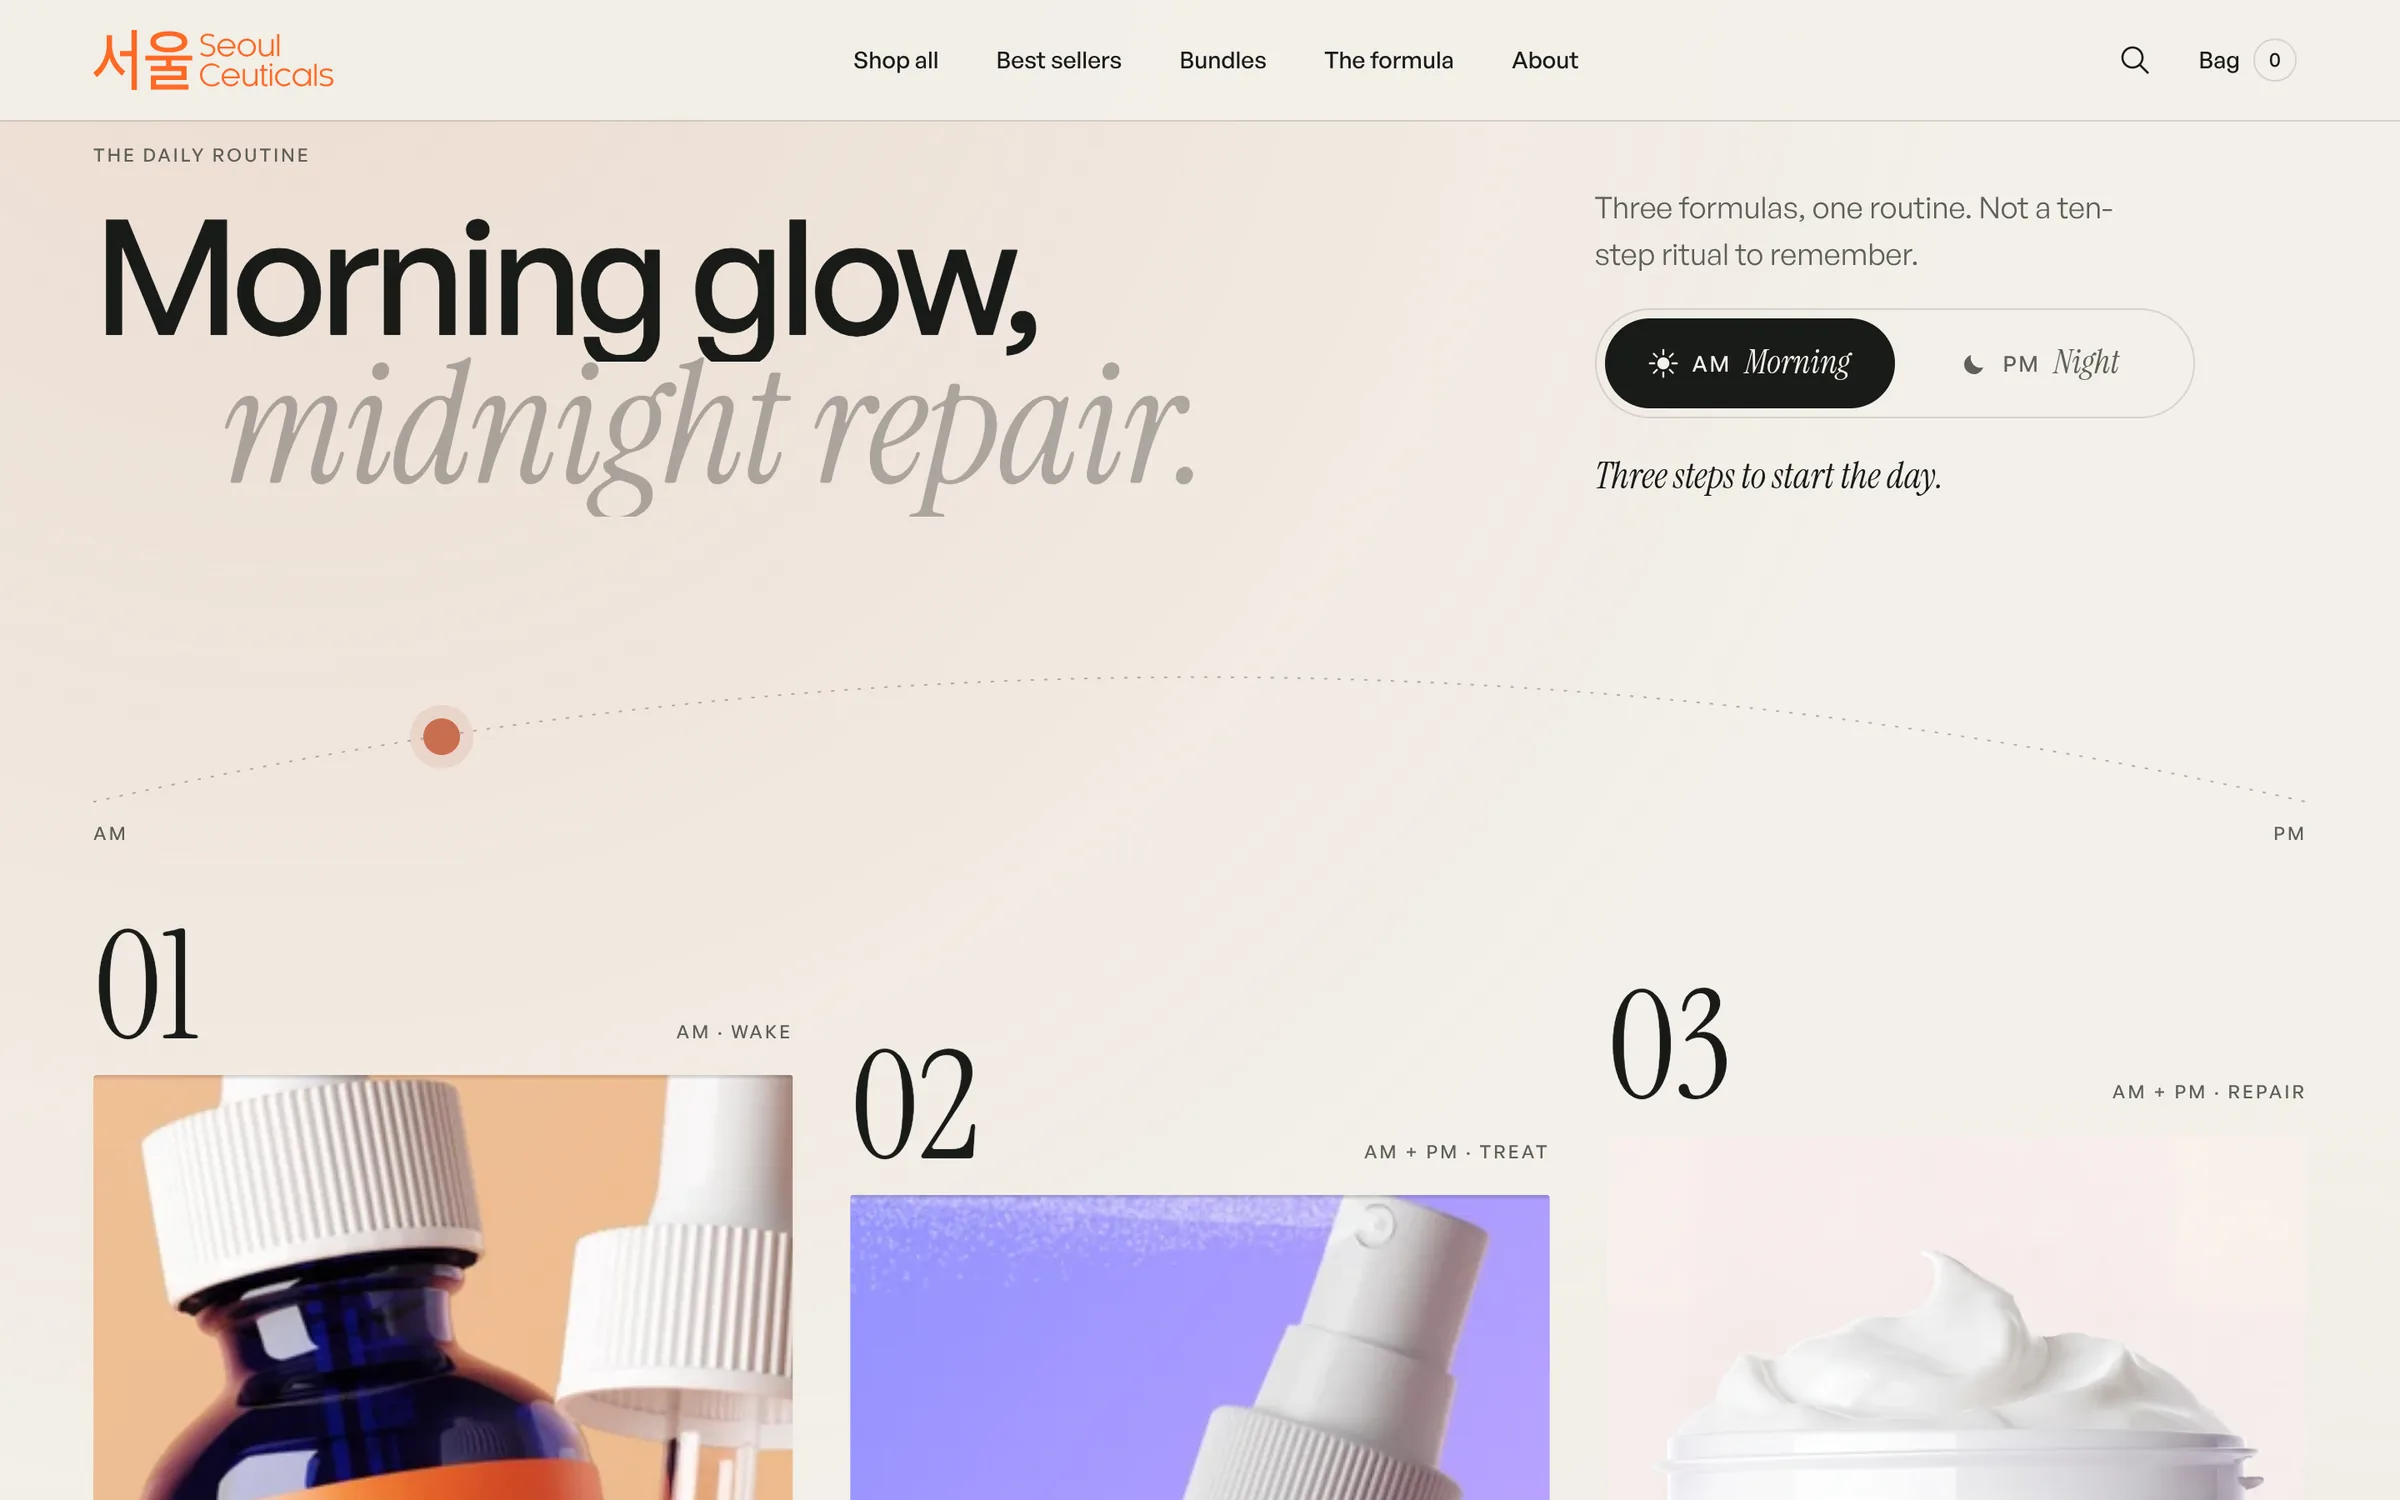 서울 Seoul
Ceuticals
Shop all
Best sellers
Bundles
The formula
About
Bag 0
THE DAILY ROUTINE
Morning glow,
midnight repair.
Three formulas, one routine. Not a ten-
step ritual to remember.
AM Morning
PM Night
Three steps to start the day.
AM
PM
01
AM · WAKE
02
AM + PM · TREAT
03
AM + PM · REPAIR